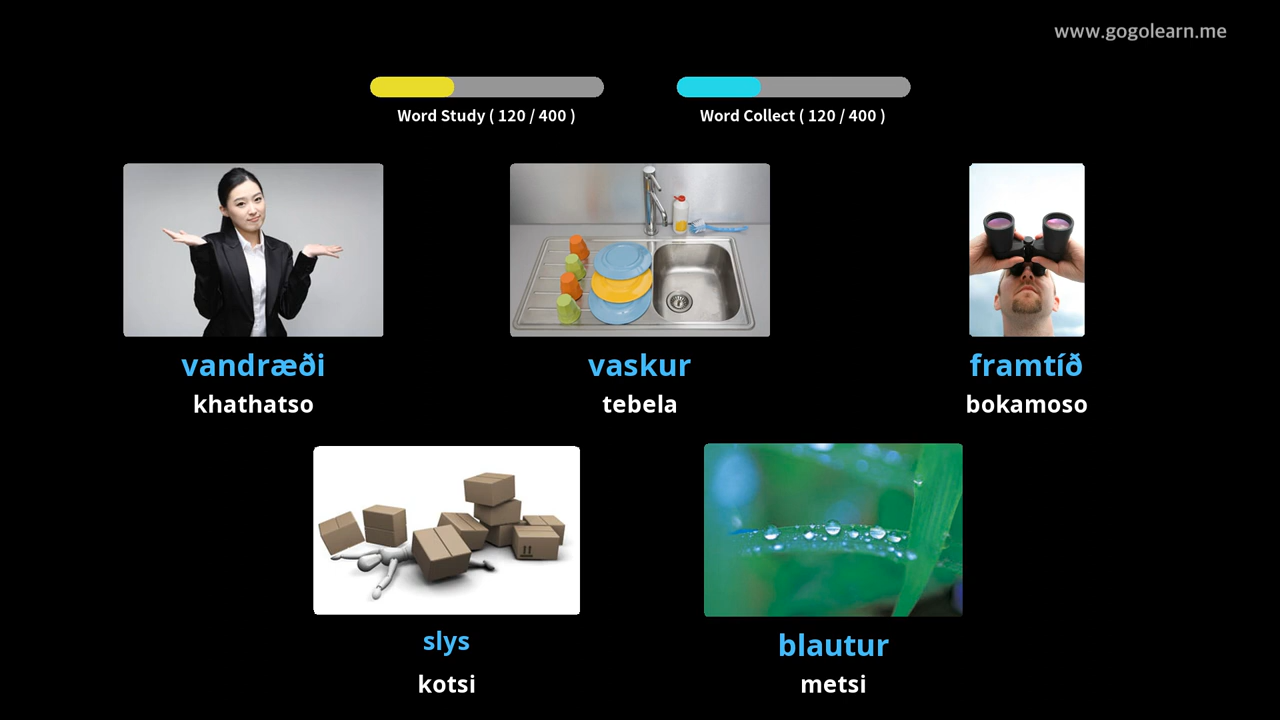 www.gogolearn.me
Word Study ( 120 / 400 )
Word Collect ( 120 / 400 )
vandræði
khathatso
vaskur
tebela
framtíð
bokamoso
slys
kotsi
blautur
metsi